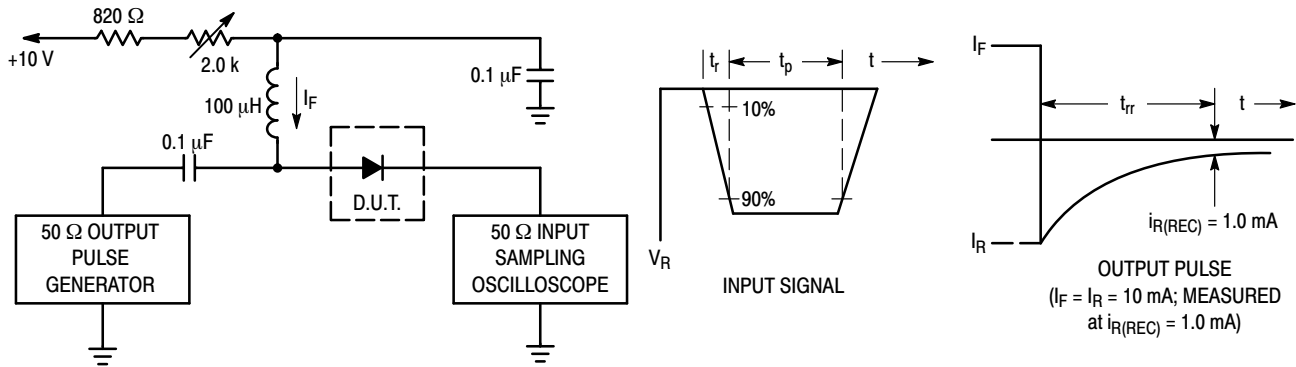 820 Ω
+10 V
2.0 k
100 µH
I_F
0.1 µF
0.1 µF
D.U.T.
50 Ω OUTPUT
PULSE
GENERATOR
50 Ω INPUT
SAMPLING
OSCILLOSCOPE
t_r
t_p
t
10%
90%
V_R
INPUT SIGNAL
I_F
t_rr
t
I_R
i_R(REC) = 1.0 mA
OUTPUT PULSE
(I_F = I_R = 10 mA; MEASURED
at i_R(REC) = 1.0 mA)